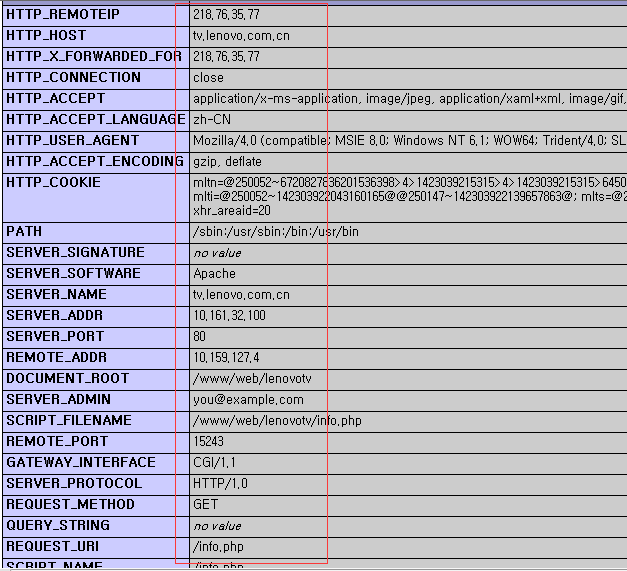 HTTP_REMOTEIP 218.76.35.77
HTTP_HOST tv.lenovo.com.cn
HTTP_X_FORWARDED_FOR 218.76.35.77
HTTP_CONNECTION close
HTTP_ACCEPT application/x-ms-application, image/jpeg, application/xaml+xml, image/gif,
HTTP_ACCEPT_LANGUAGE zh-CN
HTTP_USER_AGENT Mozilla/4.0 (compatible; MSIE 8.0; Windows NT 6.1; WOW64; Trident/4.0; SL
HTTP_ACCEPT_ENCODING gzip, deflate
HTTP_COOKIE mltn=@250052~6720827836201536398>4>1423039215315>4>1423039215315>6450
mlti=@250052~142303922043160165@@250147~142303922139657863@; mlts=@2
xhr_areaid=20
PATH /sbin:/usr/sbin:/bin:/usr/bin
SERVER_SIGNATURE no value
SERVER_SOFTWARE Apache
SERVER_NAME tv.lenovo.com.cn
SERVER_ADDR 10.161.32.100
SERVER_PORT 80
REMOTE_ADDR 10.159.127.4
DOCUMENT_ROOT /www/web/lenovotv
SERVER_ADMIN you@example.com
SCRIPT_FILENAME /www/web/lenovotv/info.php
REMOTE_PORT 15243
GATEWAY_INTERFACE CGI/1.1
SERVER_PROTOCOL HTTP/1.0
REQUEST_METHOD GET
QUERY_STRING no value
REQUEST_URI /info.php
SCRIPT_NAME /info.php